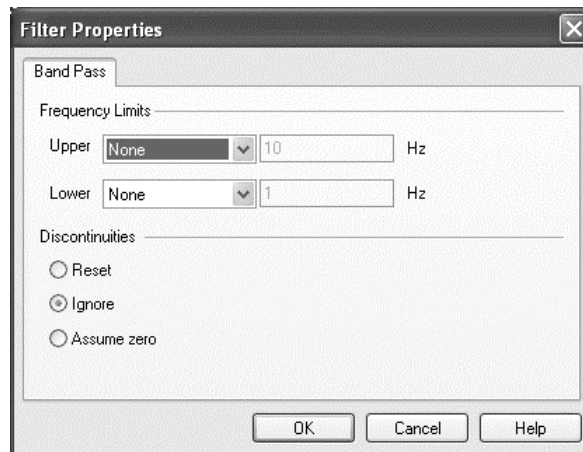 Filter Properties
Band Pass
Frequency Limits
Upper None 10 Hz
Lower None 1 Hz
Discontinuities
Reset
Ignore
Assume zero
OK Cancel Help